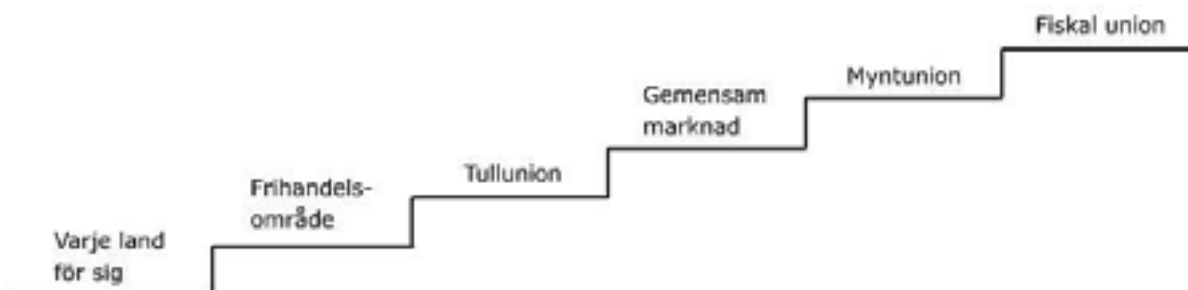 Fiskal union
Myntunion
Gemensam
marknad
Tullunion
Frihandels-
område
Varje land
för sig